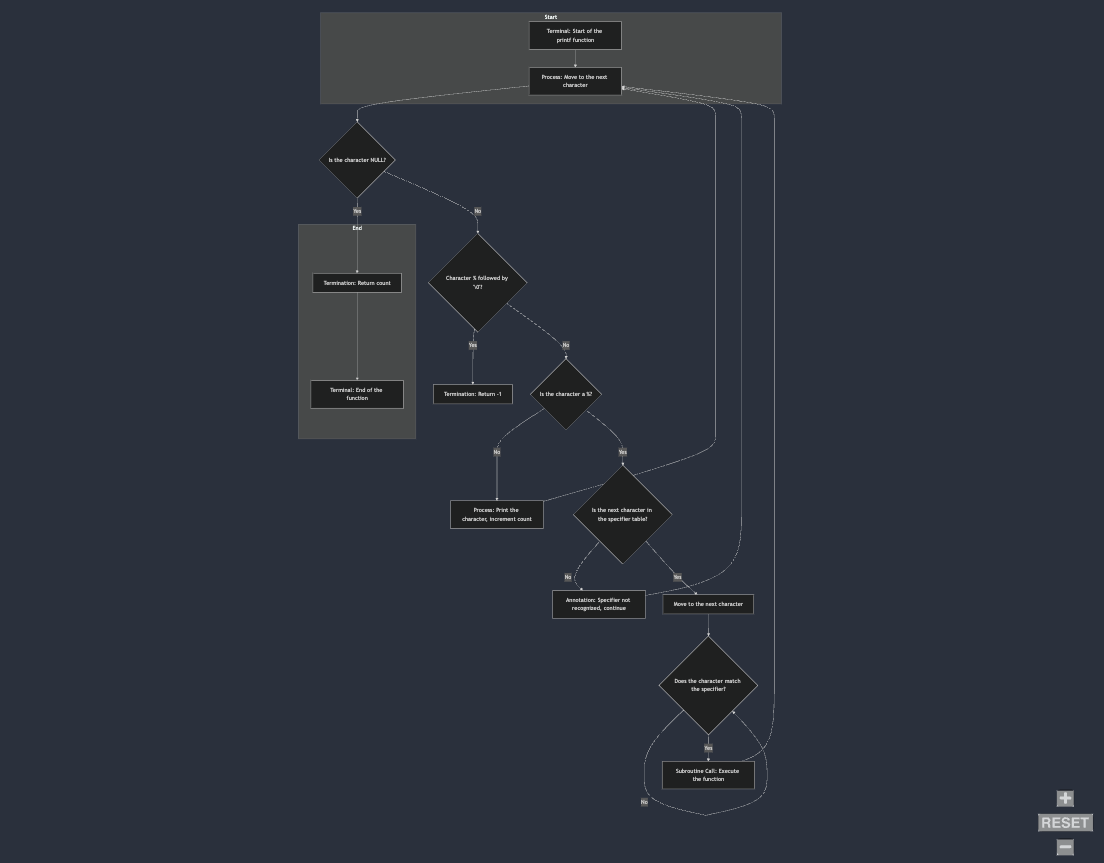 Start
Terminal: Start of the
printf function
Process: Move to the next
character
Is the character NULL?
Yes
No
End
Termination: Return count
Character % followed by
'\0'?
Yes
No
Terminal: End of the
function
Termination: Return -1
Is the character a %?
No
Yes
Process: Print the
character, increment count
Is the next character in
the specifier table?
No
Yes
Annotation: Specifier not
recognized, continue
Move to the next character
Does the character match
the specifier?
Yes
Subroutine Call: Execute
the function
No
RESET